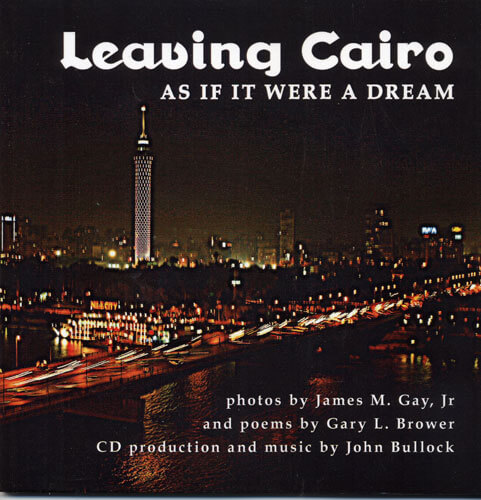 Leaving Cairo
AS IF IT WERE A DREAM
photos by James M. Gay, Jr
and poems by Gary L. Brower
CD production and music by John Bullock